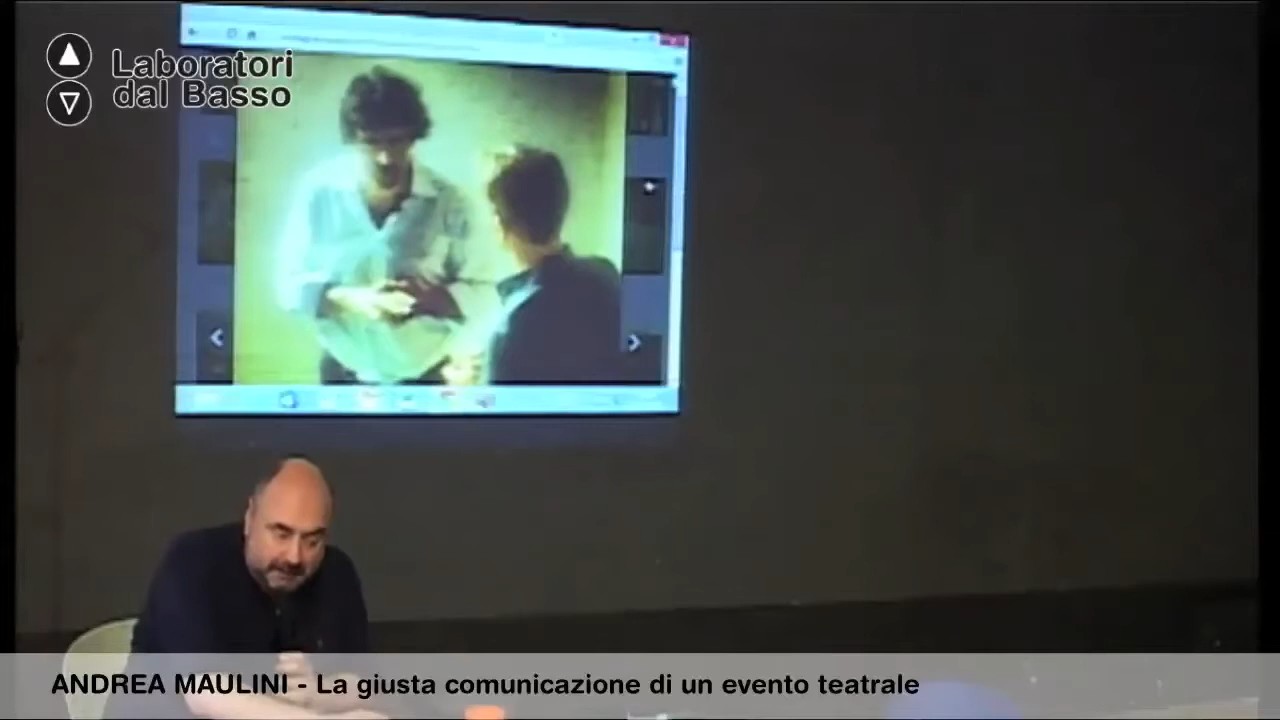 Laboratori
dal Basso
ANDREA MAULINI - La giusta comunicazione di un evento teatrale